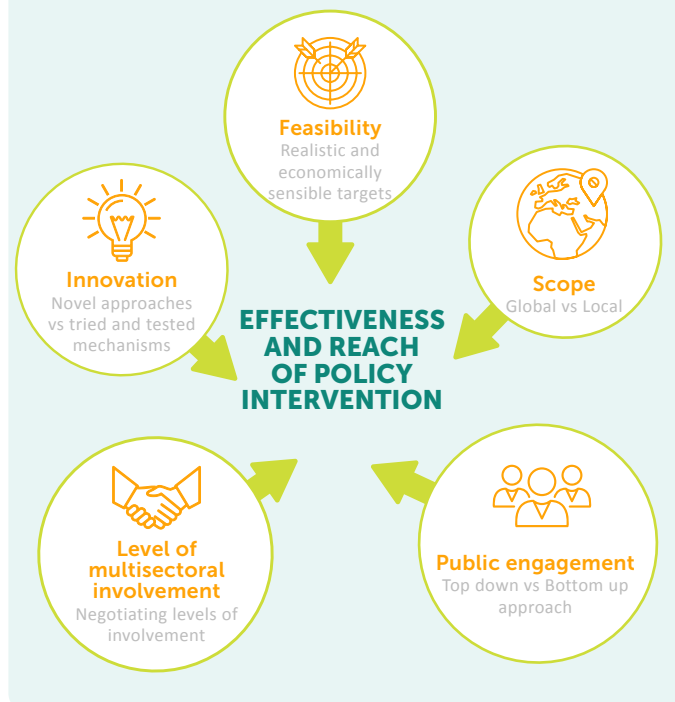 Feasibility
Realistic and
economically
sensible targets
Innovation
Novel approaches
vs tried and tested
mechanisms
Scope
Global vs Local
EFFECTIVENESS
AND REACH
OF POLICY
INTERVENTION
Level of
multisectoral
involvement
Negotiating levels of
involvement
Public engagement
Top down vs Bottom up
approach